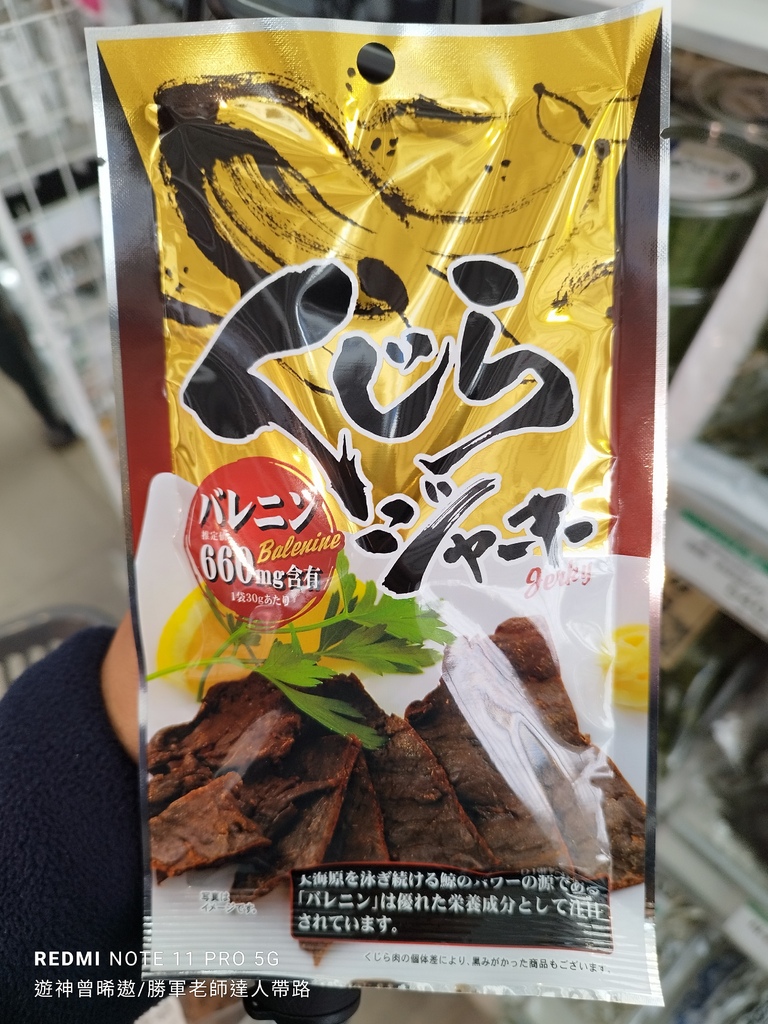 くじら
ジャーキー
Jerky
バレニン
推定値
Balenine
660mg含有
1袋30gあたり
大海原を泳ぎ続ける鯨のパワーの源である
「バレニン」は優れた栄養成分として注目
されています。
写真は
イメージです。
くじら肉の個体差により、黒みがかった商品もございます。
REDMI NOTE 11 PRO 5G
遊神曾晞遨/勝軍老師達人帶路